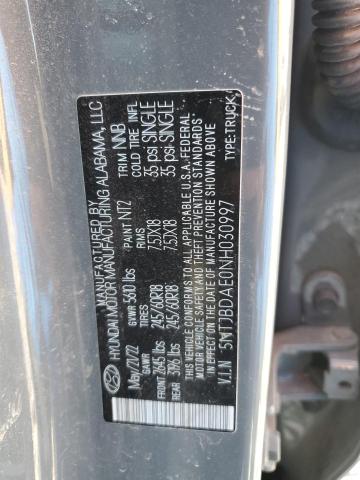 MANUFACTURED BY
HYUNDAI MOTOR MANUFACTURING ALABAMA, LLC
May/27/22 GVWR 5610 lbs PAINT NT2 TRIM NNB
GAWR TIRES RIMS COLD TIRE INFL
FRONT 2645 lbs 245/60R18 7.5JX18 35 psi SINGLE
REAR 3196 lbs 245/60R18 7.5JX18 35 psi SINGLE
THIS VEHICLE CONFORMS TO ALL APPLICABLE U.S.A. FEDERAL
MOTOR VEHICLE SAFETY AND THEFT PREVENTION STANDARDS
IN EFFECT ON THE DATE OF MANUFACTURE SHOWN ABOVE.
V.I.N 5NTJBDAE0NH030997 TYPE:TRUCK